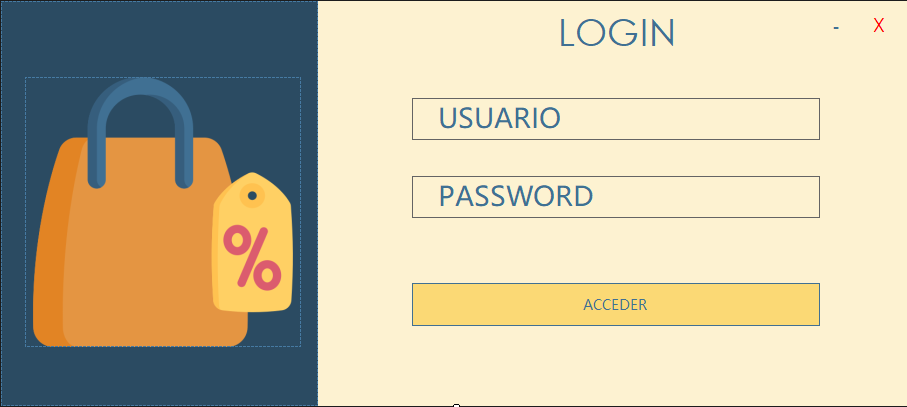 LOGIN
- X
USUARIO
PASSWORD
%
ACCEDER